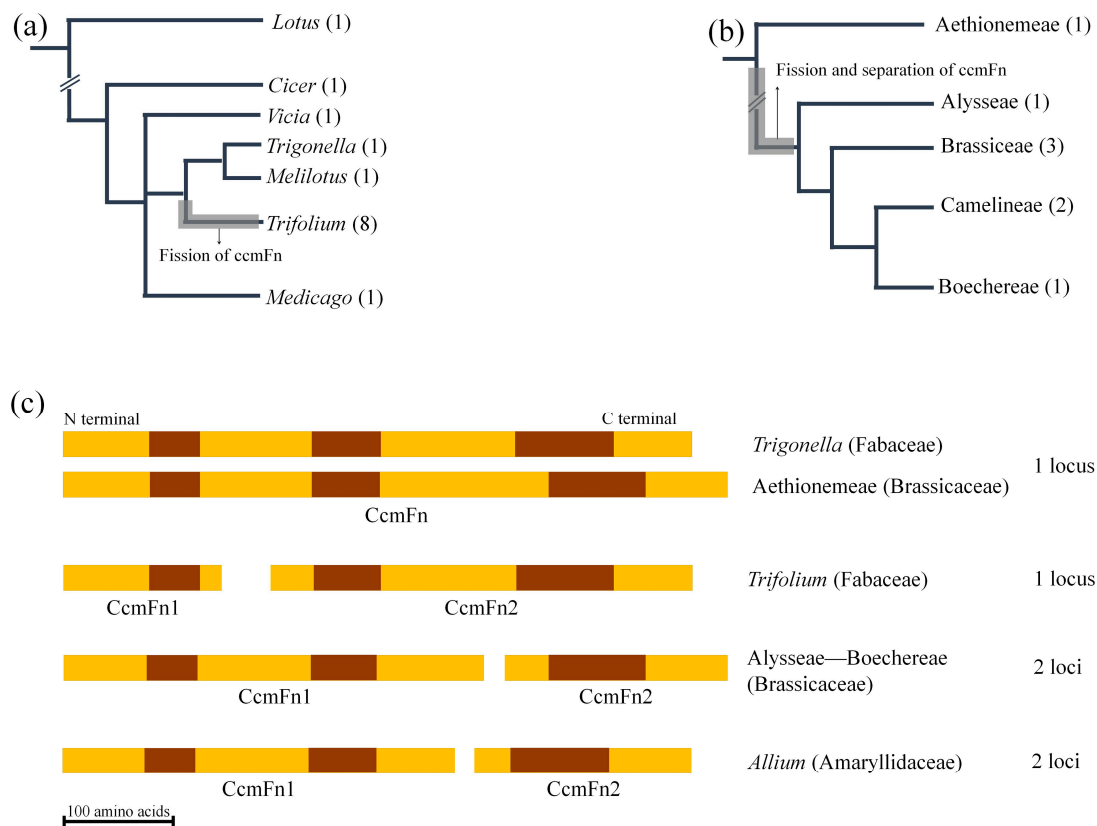 (a)
Lotus (1)
Cicer (1)
Vicia (1)
Trigonella (1)
Melilotus (1)
Trifolium (8)
Fission of ccmFn
Medicago (1)
(b)
Aethionemeae (1)
Fission and separation of ccmFn
Alysseae (1)
Brassiceae (3)
Camelineae (2)
Boechereae (1)
(c)
N terminal
C terminal
Trigonella (Fabaceae)
1 locus
Aethionemeae (Brassicaceae)
CcmFn
Trifolium (Fabaceae)
1 locus
CcmFn1
CcmFn2
Alysseae—Boechereae
(Brassicaceae)
2 loci
CcmFn1
CcmFn2
Allium (Amaryllidaceae)
2 loci
CcmFn1
CcmFn2
100 amino acids